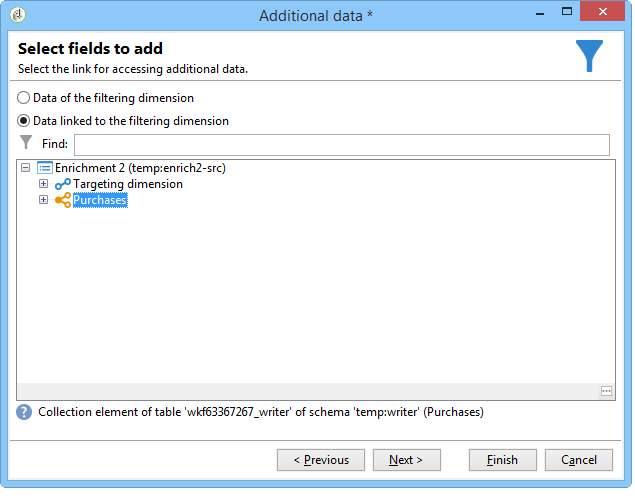 Additional data *
Select fields to add
Select the link for accessing additional data.
Data of the filtering dimension
Data linked to the filtering dimension
Find:
Enrichment 2 (temp:enrich2-src)
Targeting dimension
Purchases
Collection element of table 'wkf63367267_writer' of schema 'temp:writer' (Purchases)
< Previous Next > Finish Cancel